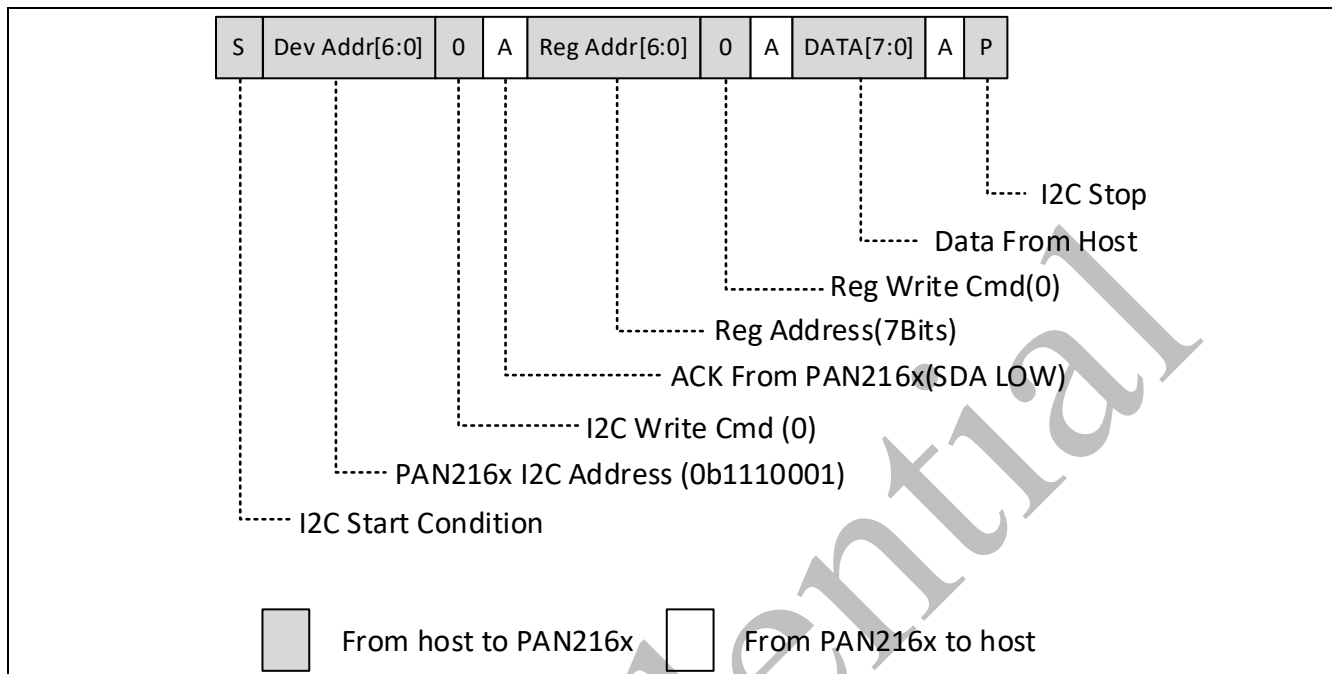 S Dev Addr[6:0] 0 A Reg Addr[6:0] 0 A DATA[7:0] A P
I2C Stop
Data From Host
Reg Write Cmd(0)
Reg Address(7Bits)
ACK From PAN216x(SDA LOW)
I2C Write Cmd (0)
PAN216x I2C Address (0b1110001)
I2C Start Condition
From host to PAN216x From PAN216x to host
ential